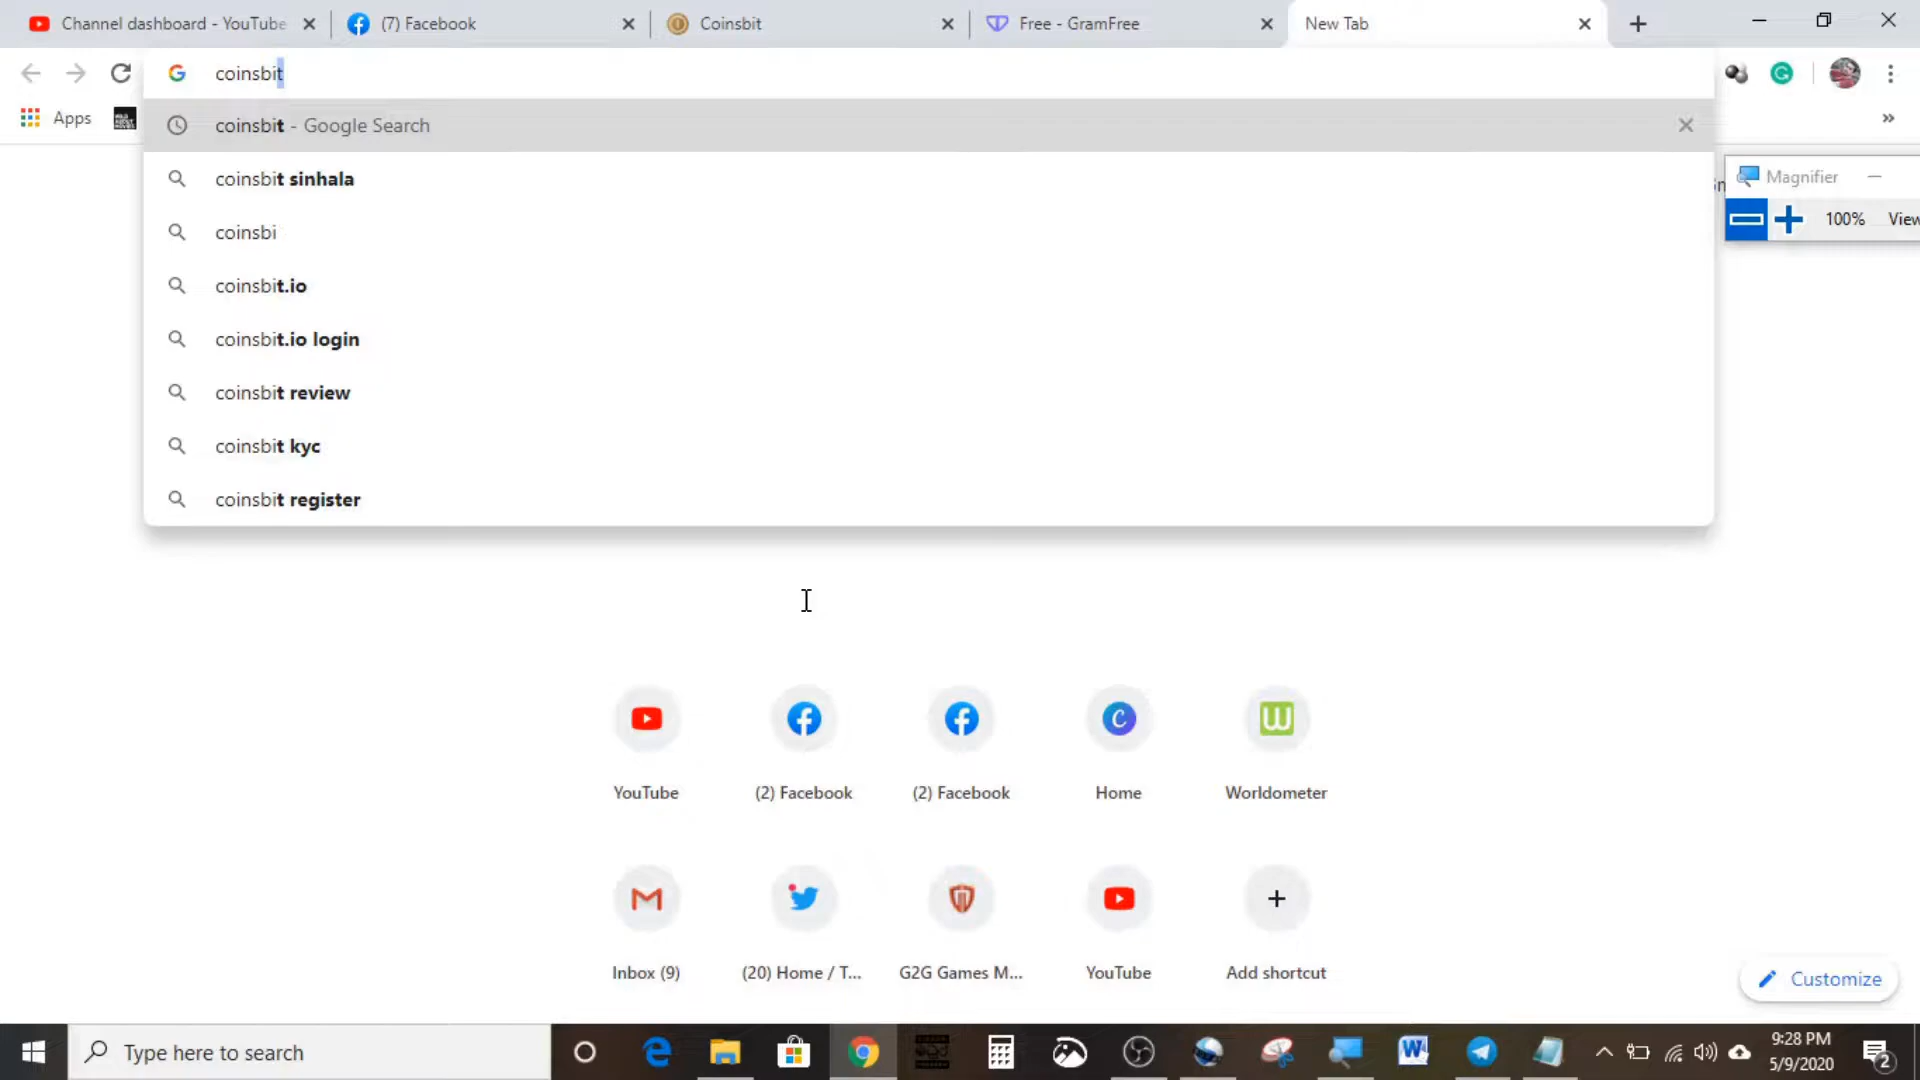 Channel dashboard - YouTube
(7) Facebook
Coinsbit
Free - GramFree
New Tab
coinsbit
Apps
coinsbit - Google Search
coinsbit sinhala
coinsbi
coinsbit.io
coinsbit.io login
coinsbit review
coinsbit kyc
coinsbit register
Magnifier
100% View
YouTube
(2) Facebook
(2) Facebook
Home
Worldometer
Inbox (9)
(20) Home / T...
G2G Games M...
YouTube
Add shortcut
Customize
Type here to search
9:28 PM
5/9/2020
2